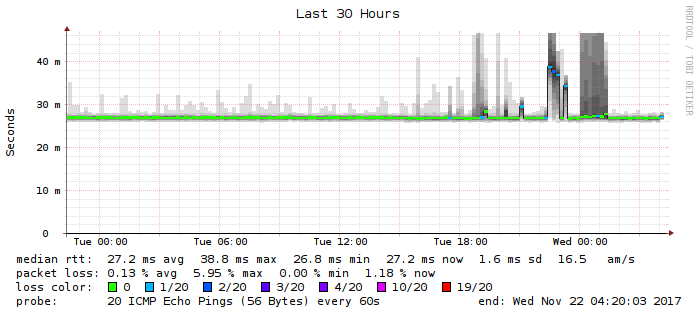 Last 30 Hours
RRDTOOL / TOBI OETIKER
Seconds
40 m
30 m
20 m
10 m
0
Tue 00:00 Tue 06:00 Tue 12:00 Tue 18:00 Wed 00:00
median rtt: 27.2 ms avg 38.8 ms max 26.8 ms min 27.2 ms now 1.6 ms sd 16.5 am/s
packet loss: 0.13 % avg 5.95 % max 0.00 % min 1.18 % now
loss color: 0 1/20 2/20 3/20 4/20 10/20 19/20
probe: 20 ICMP Echo Pings (56 Bytes) every 60s end: Wed Nov 22 04:20:03 2017